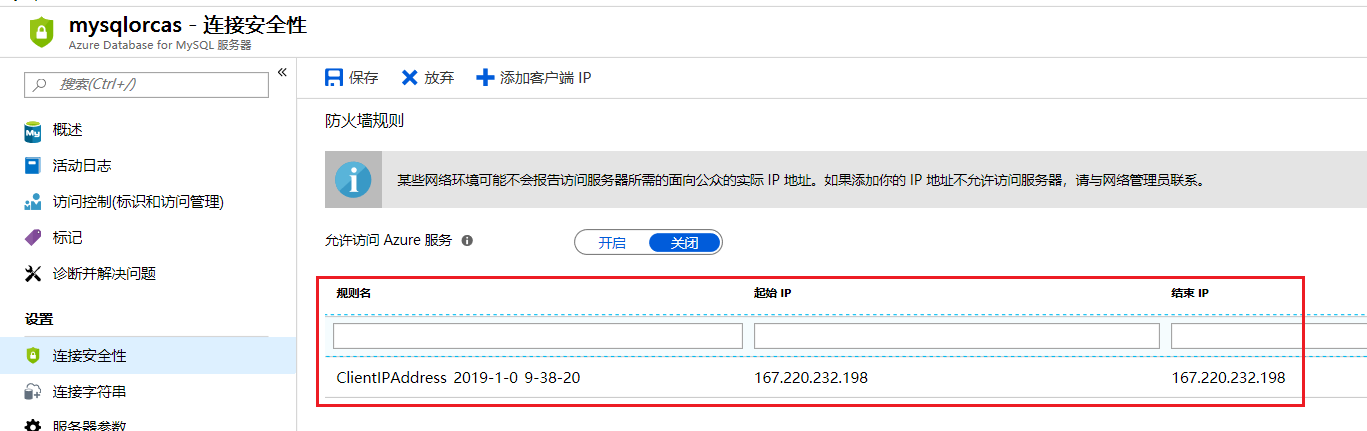 mysqlorcas - 连接安全性
Azure Database for MySQL 服务器
搜索(Ctrl+/)
«
概述
活动日志
访问控制(标识和访问管理)
标记
诊断并解决问题
设置
连接安全性
连接字符串
服务器参数
保存 放弃 添加客户端 IP
防火墙规则
某些网络环境可能不会报告访问服务器所需的面向公众的实际 IP 地址。如果添加你的 IP 地址不允许访问服务器，请与网络管理员联系。
允许访问 Azure 服务 开启 关闭
规则名 起始 IP 结束 IP
ClientIPAddress 2019-1-0 9-38-20 167.220.232.198 167.220.232.198